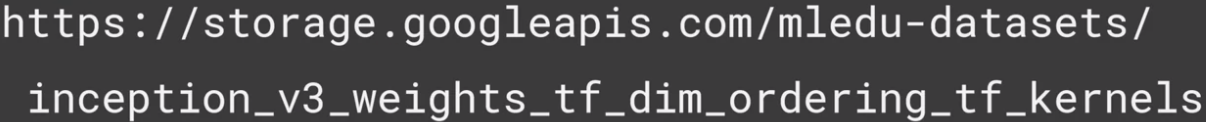 https://storage.googleapis.com/mledu-datasets/
inception_v3_weights_tf_dim_ordering_tf_kernels